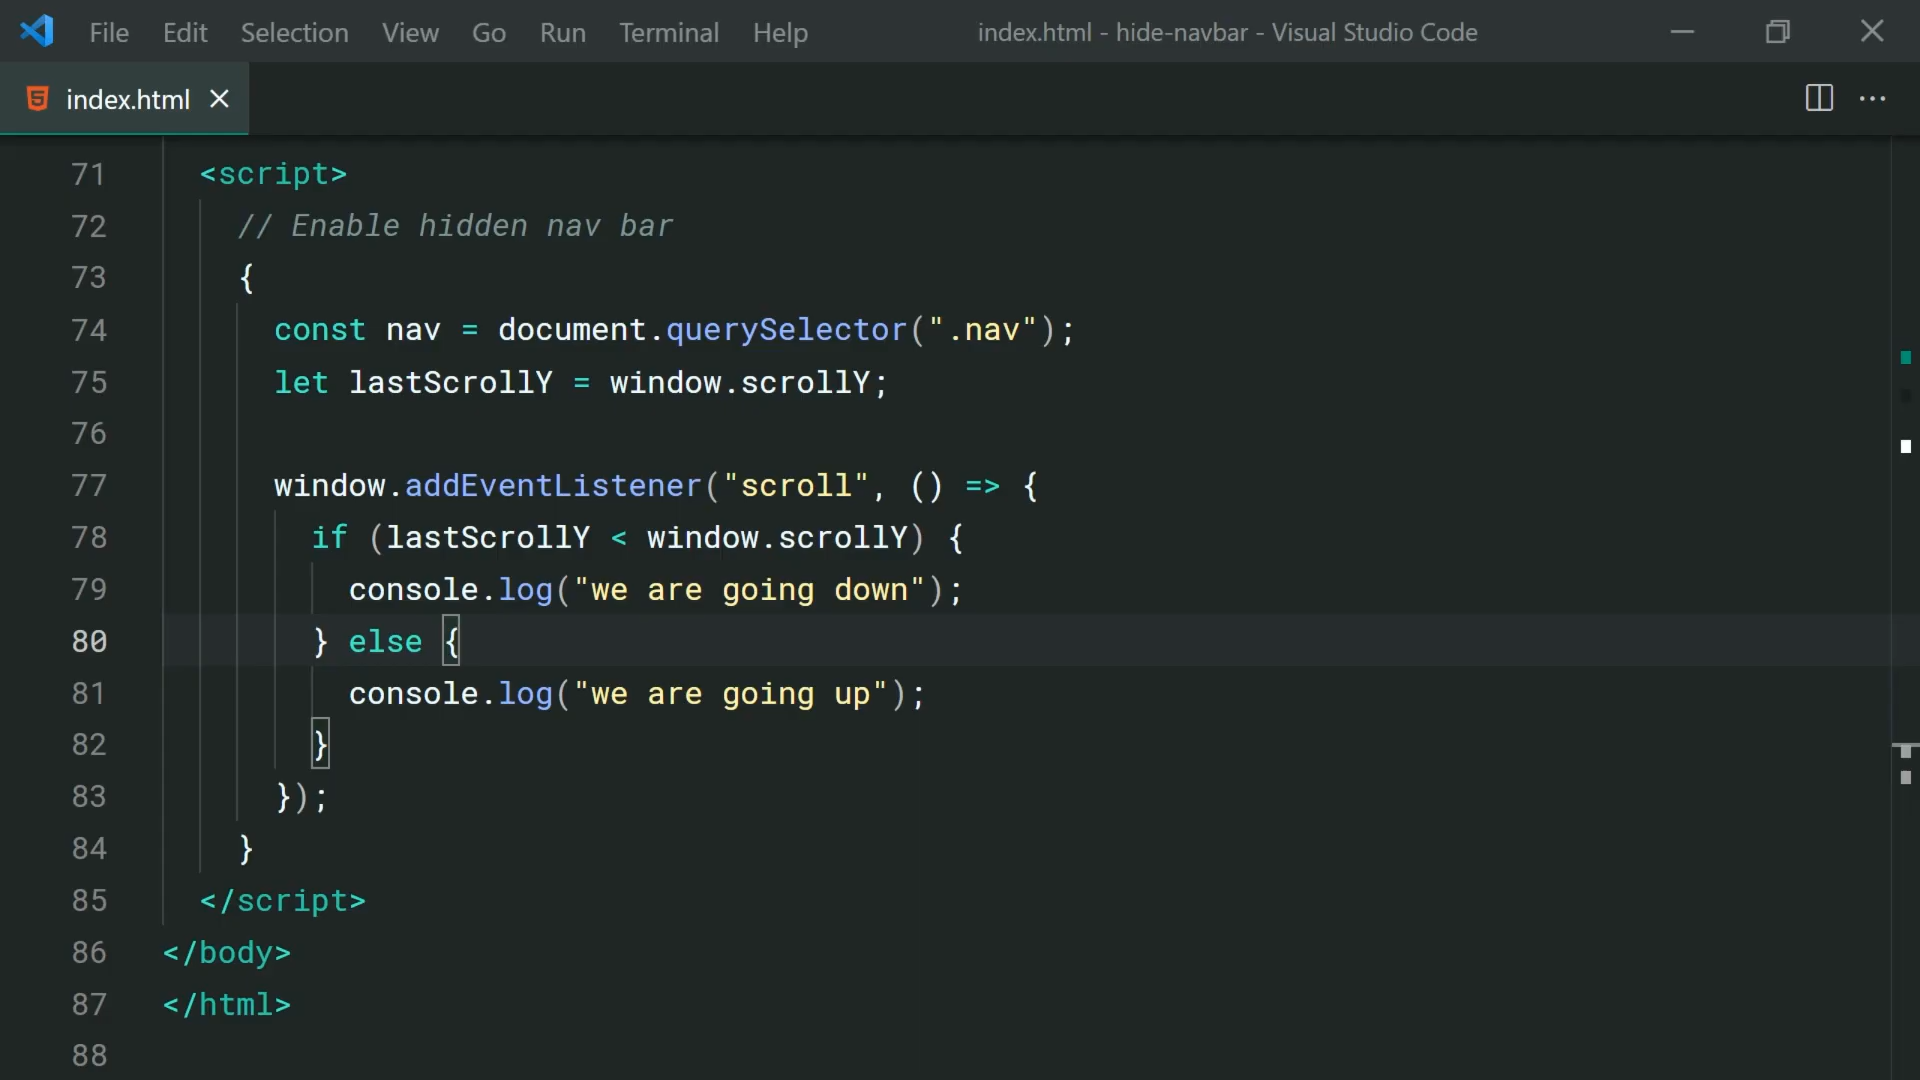 File Edit Selection View Go Run Terminal Help index.html - hide-navbar - Visual Studio Code
index.html
71 <script>
72 // Enable hidden nav bar
73 {
74 const nav = document.querySelector(".nav");
75 let lastScrollY = window.scrollY;
76
77 window.addEventListener("scroll", () => {
78 if (lastScrollY < window.scrollY) {
79 console.log("we are going down");
80 } else {
81 console.log("we are going up");
82 }
83 });
84 }
85 </script>
86 </body>
87 </html>
88